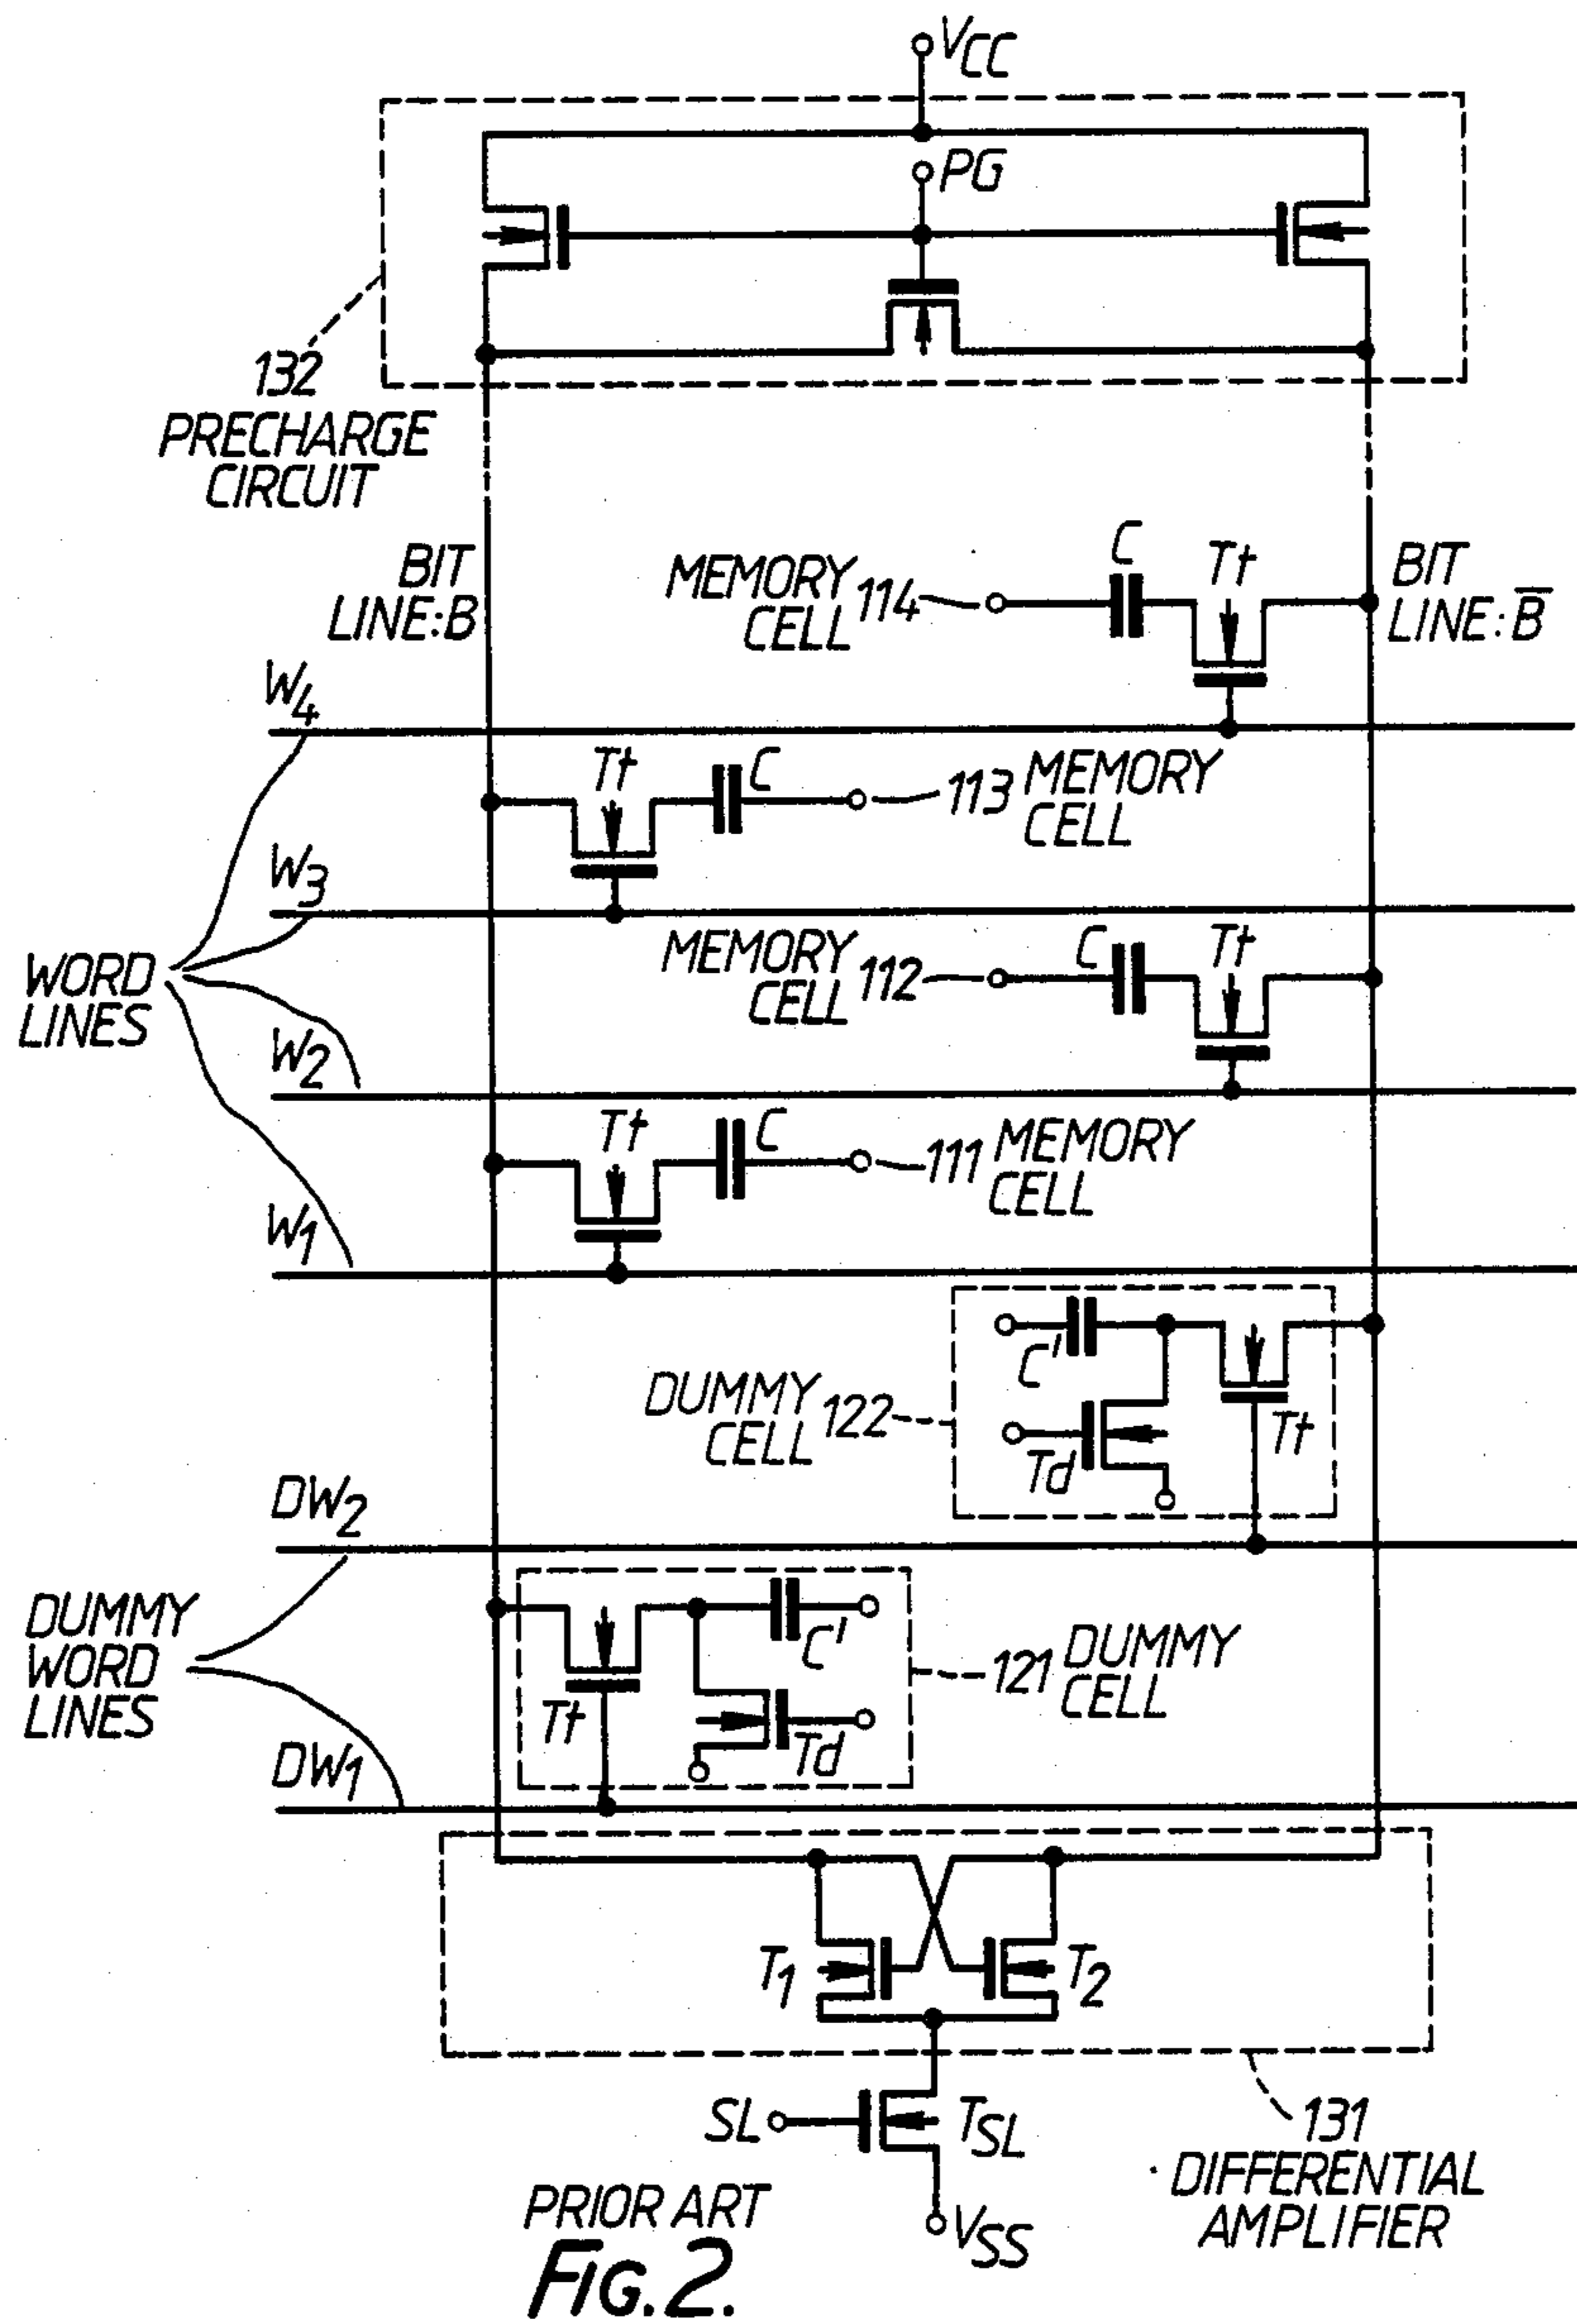 VCC
PG
132
PRECHARGE
CIRCUIT
BIT
LINE:B
MEMORY
CELL
114
C
Tt
BIT
LINE:B̅
W4
Tt
C
113
MEMORY
CELL
W3
WORD
LINES
MEMORY
CELL
112
C
Tt
W2
Tt
C
111
MEMORY
CELL
W1
C'
DUMMY
CELL
122
Td
Tt
DW2
DUMMY
WORD
LINES
C'
121
DUMMY
CELL
Tt
Td
DW1
T1
T2
SL
TSL
131
DIFFERENTIAL
AMPLIFIER
VSS
PRIOR ART
FIG.2.